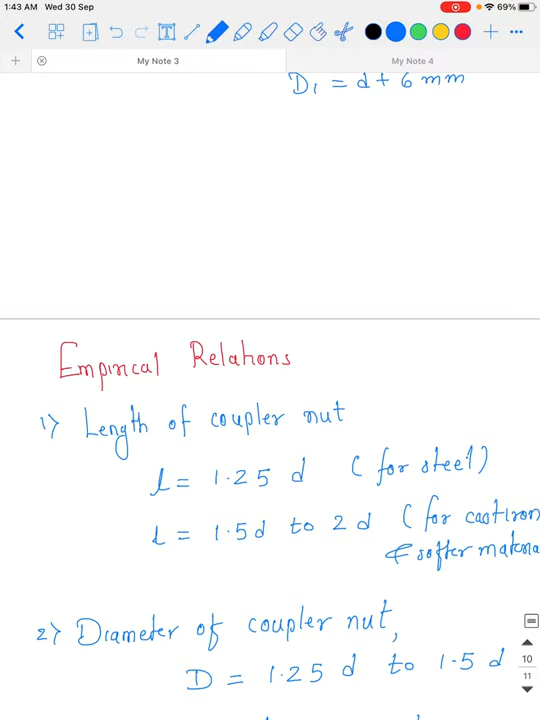 1:43 AM Wed 30 Sep
69%
My Note 3
My Note 4
D1 = d + 6 mm
Empirical Relations
1) Length of coupler nut
l = 1.25 d (for steel)
l = 1.5d to 2d (for cast iron
& softer materia
2) Diameter of coupler nut,
D = 1.25 d to 1.5 d
10
11